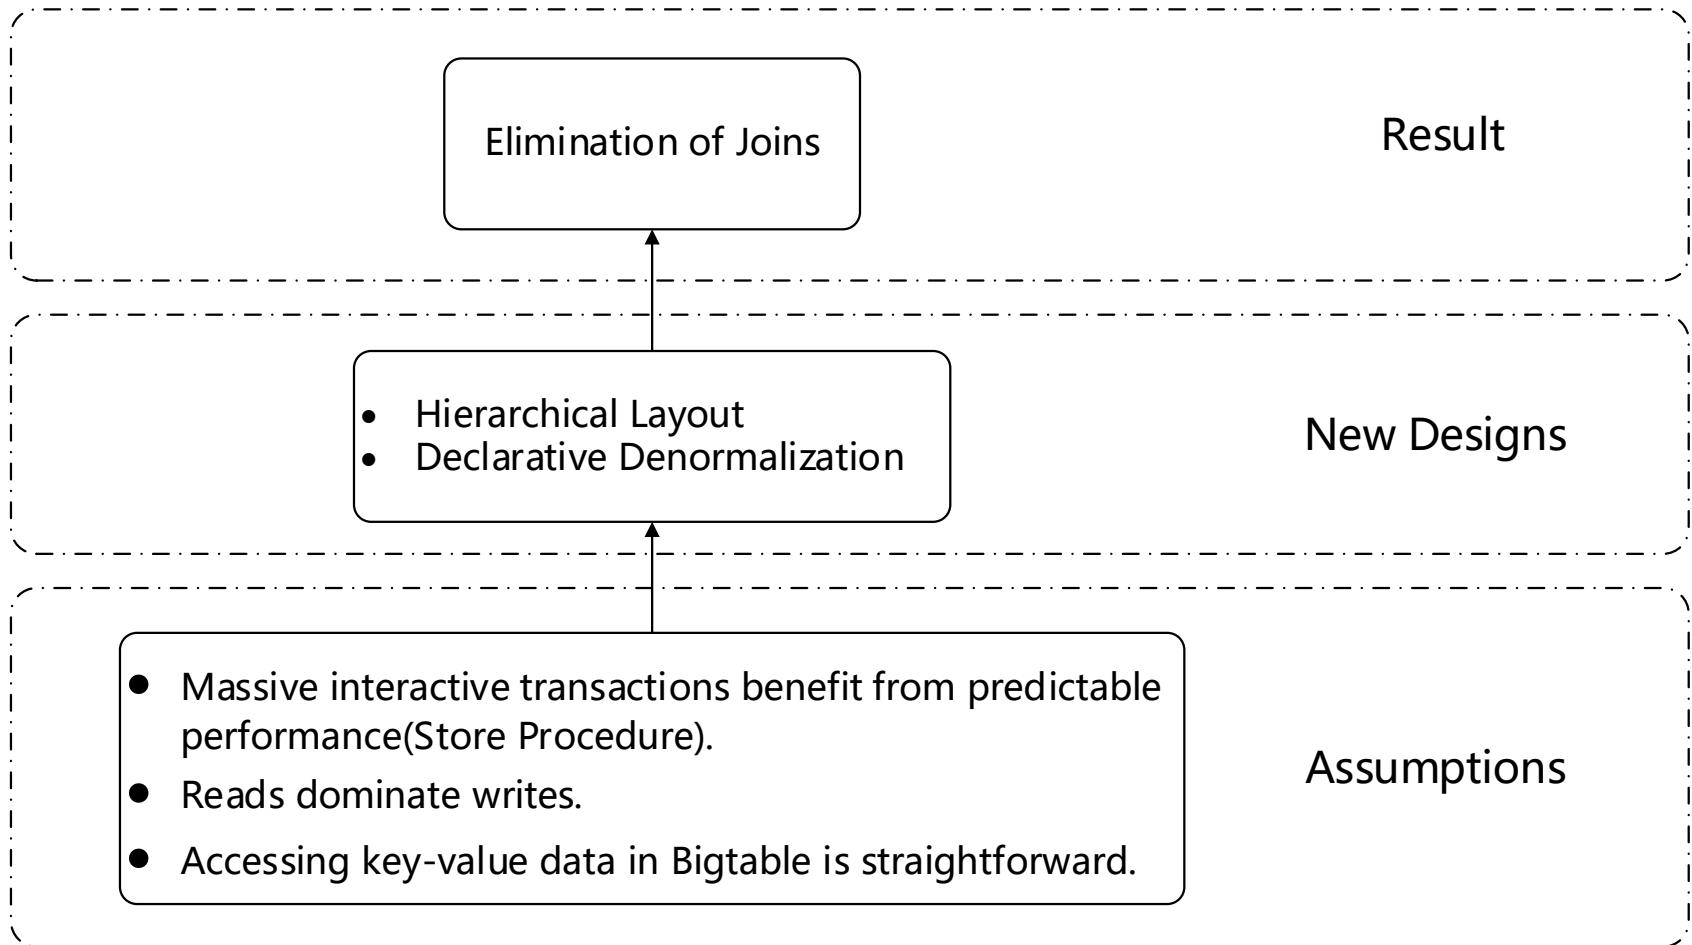 Elimination of Joins
Result
• Hierarchical Layout
• Declarative Denormalization
New Designs
• Massive interactive transactions benefit from predictable
performance(Store Procedure).
• Reads dominate writes.
• Accessing key-value data in Bigtable is straightforward.
Assumptions